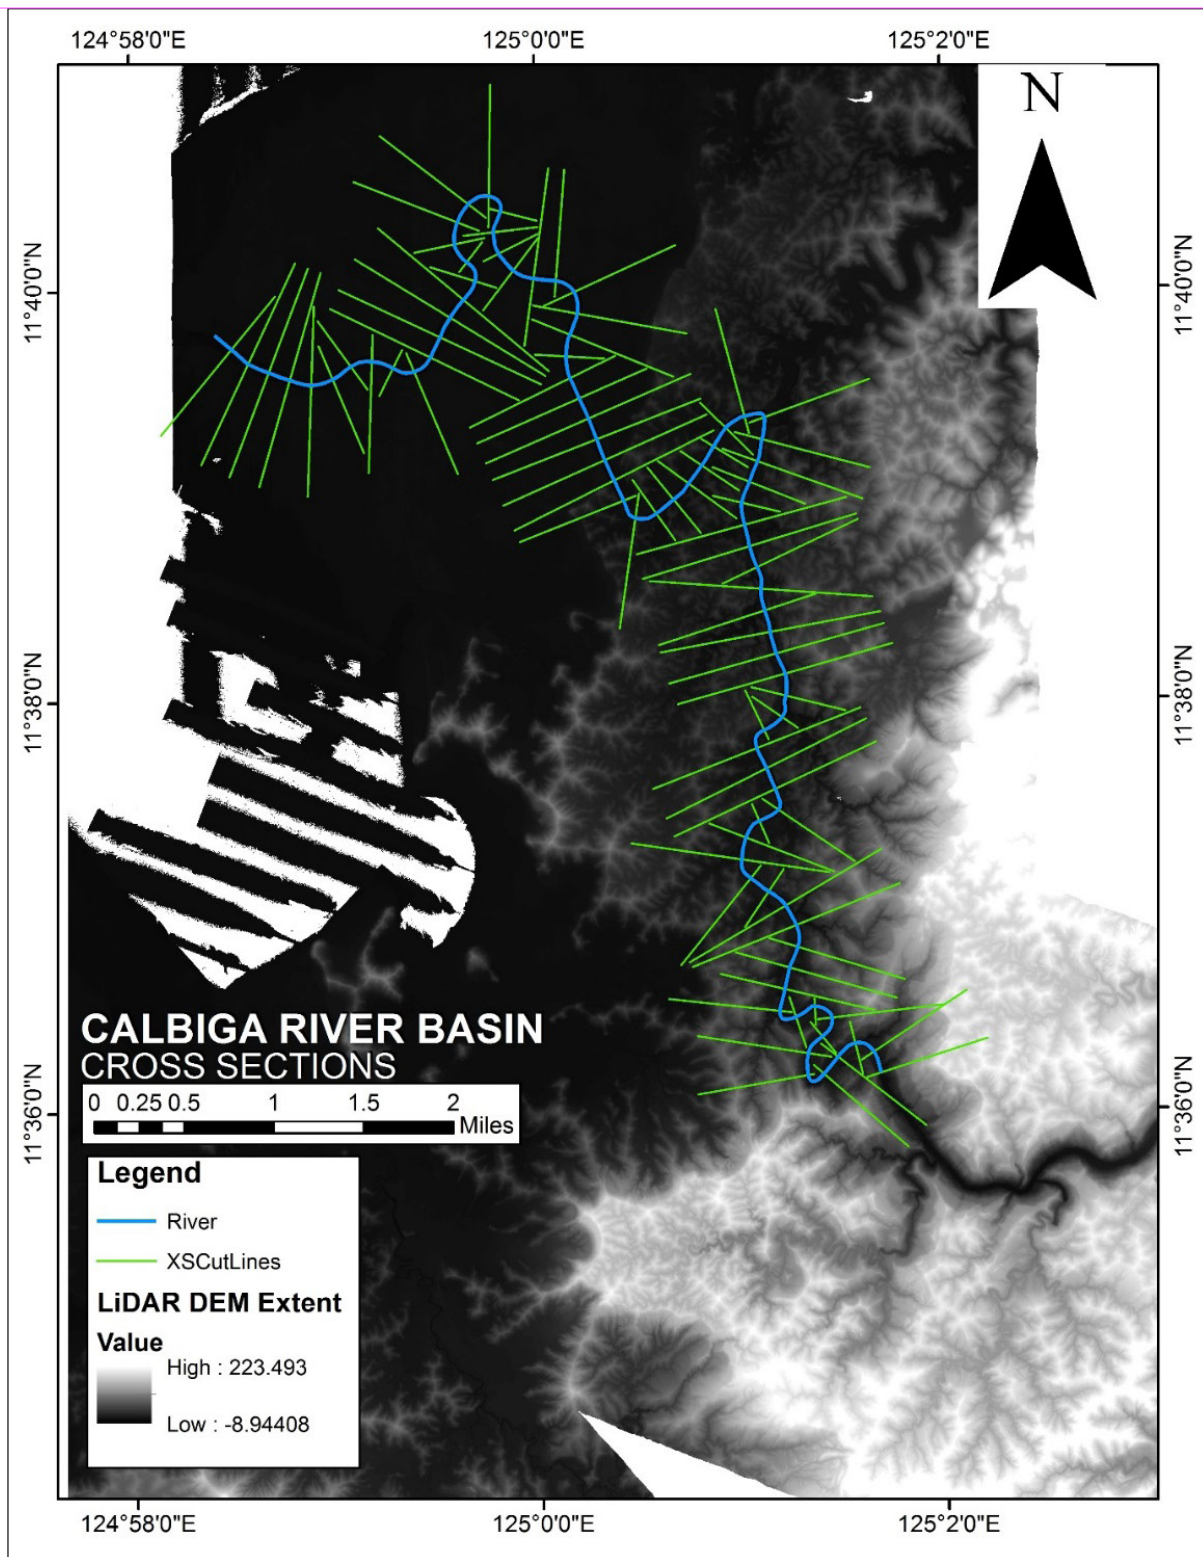 124°58'0"E 125°0'0"E 125°2'0"E
N
11°40'0"N 11°40'0"N
11°38'0"N 11°38'0"N
CALBIGA RIVER BASIN
CROSS SECTIONS
0 0.25 0.5 1 1.5 2
Miles
11°36'0"N 11°36'0"N
Legend
River
XSCutLines
LiDAR DEM Extent
Value
High : 223.493
Low : -8.94408
124°58'0"E 125°0'0"E 125°2'0"E